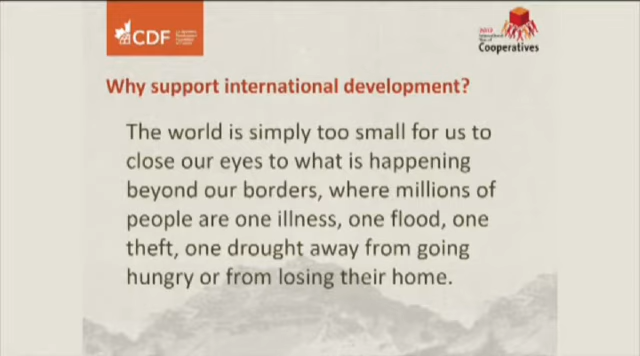 CDF
Cooperatives
Why support international development?
The world is simply too small for us to
close our eyes to what is happening
beyond our borders, where millions of
people are one illness, one flood, one
theft, one drought away from going
hungry or from losing their home.